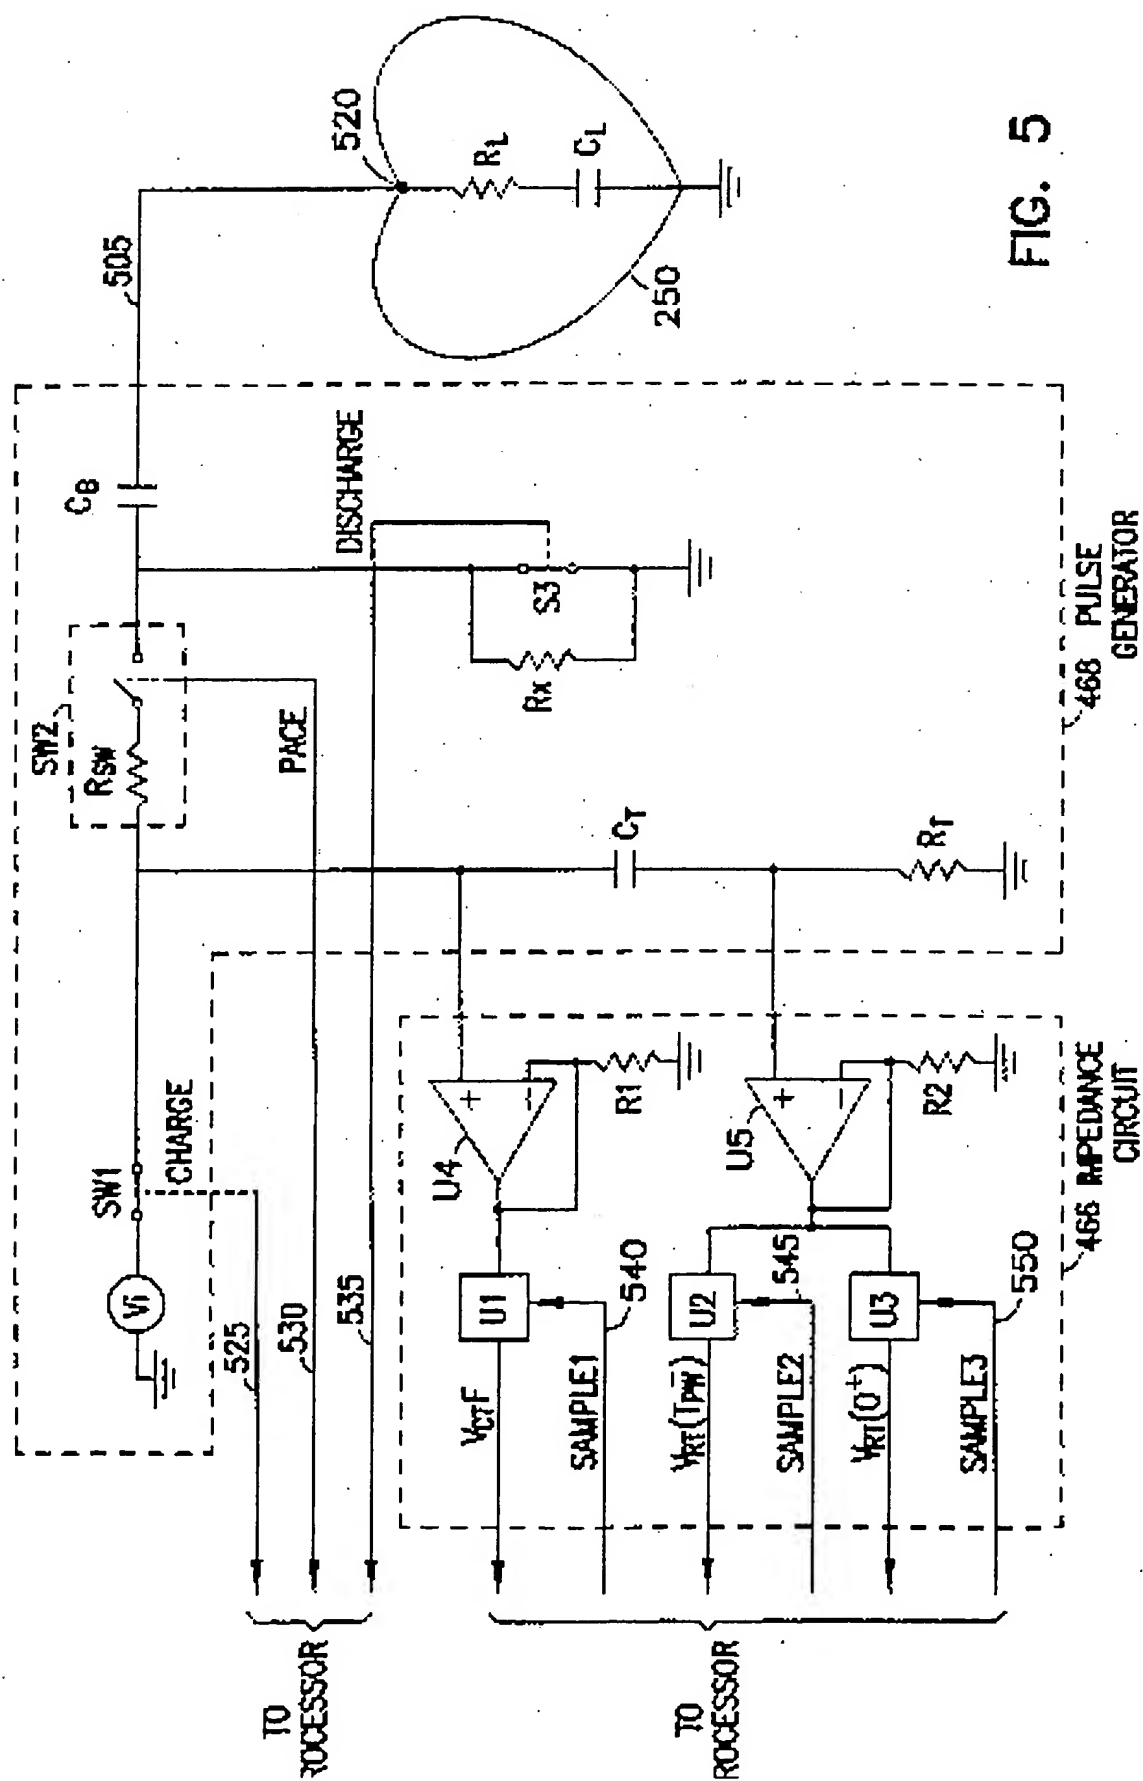 Vi
SW1
CHARGE
525
530
535
SW2
RSW
PACE
CB
505
520
RL
CL
250
DISCHARGE
S3
RX
CT
RT
U4
+
−
R1
U5
+
−
R2
U1
540
U2
545
U3
550
VCTF
SAMPLE1
VRT(TPW−)
SAMPLE2
VRT(0+)
SAMPLE3
TO
ROCESSOR
TO
ROCESSOR
466 IMPEDANCE
CIRCUIT
468 PULSE
GENERATOR
FIG. 5